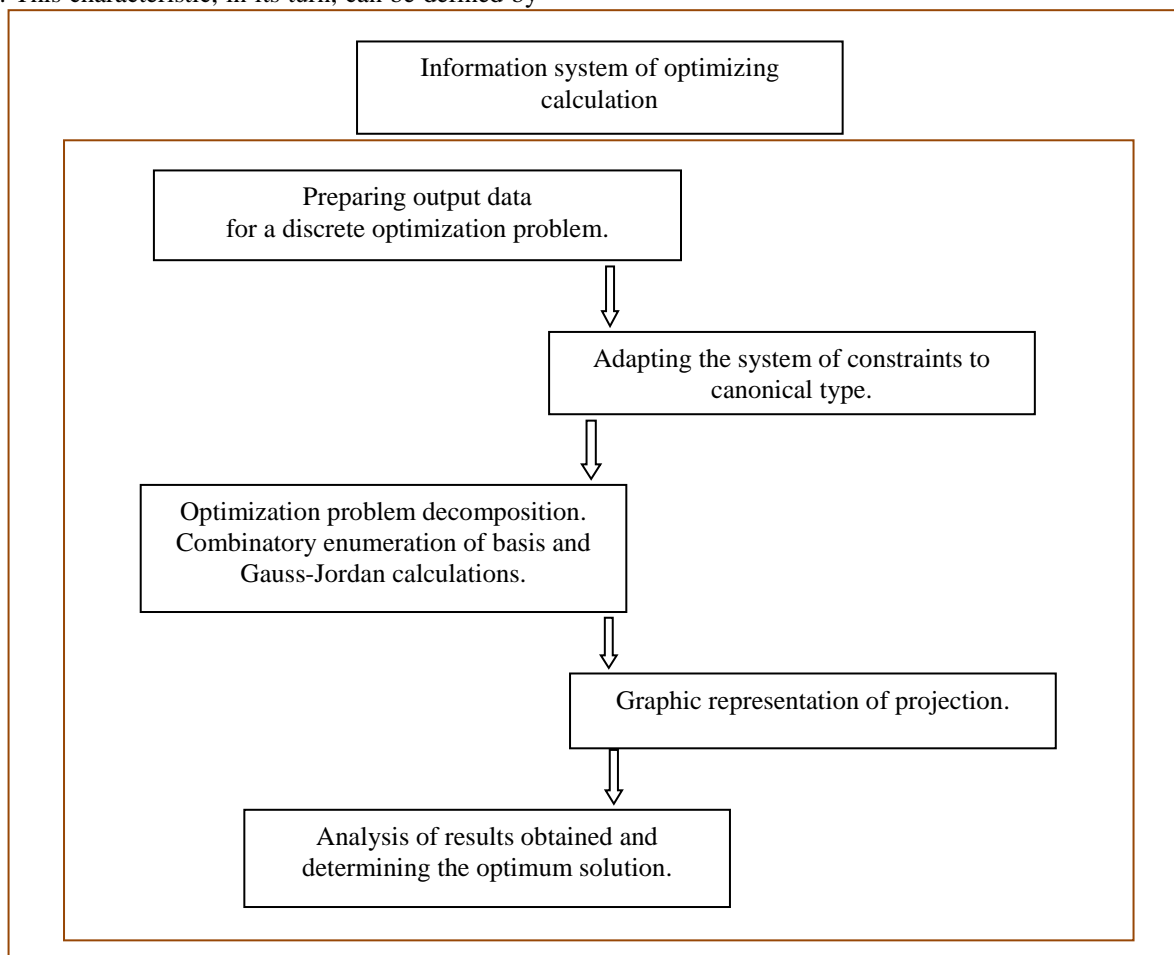 . This characteristic, in its turn, can be defined by
Information system of optimizing
calculation
Preparing output data
for a discrete optimization problem.
Adapting the system of constraints to
canonical type.
Optimization problem decomposition.
Combinatory enumeration of basis and
Gauss-Jordan calculations.
Graphic representation of projection.
Analysis of results obtained and
determining the optimum solution.